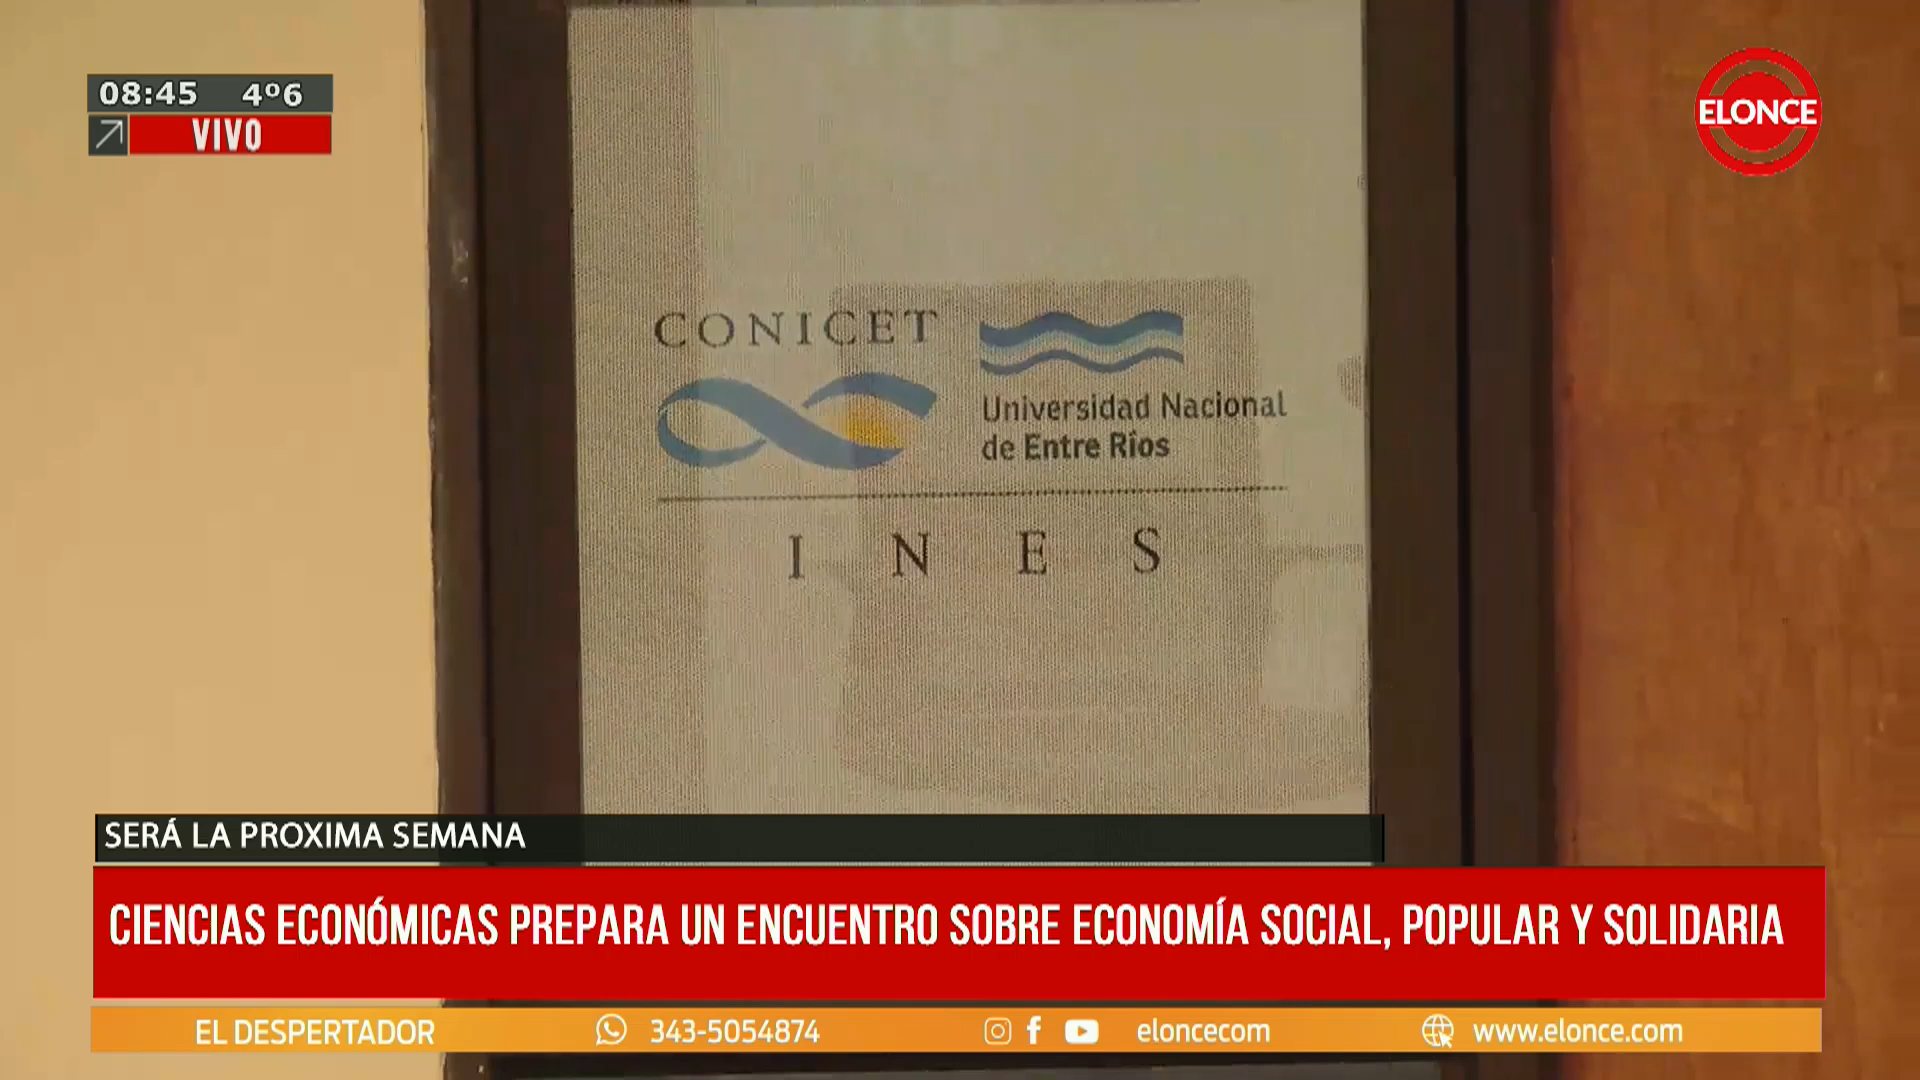 08:45 4º6
VIVO
ELONCE
CONICET
Universidad Nacional
de Entre Ríos
I N E S
SERÁ LA PROXIMA SEMANA
CIENCIAS ECONÓMICAS PREPARA UN ENCUENTRO SOBRE ECONOMÍA SOCIAL, POPULAR Y SOLIDARIA
EL DESPERTADOR 343-5054874 eloncecom www.elonce.com